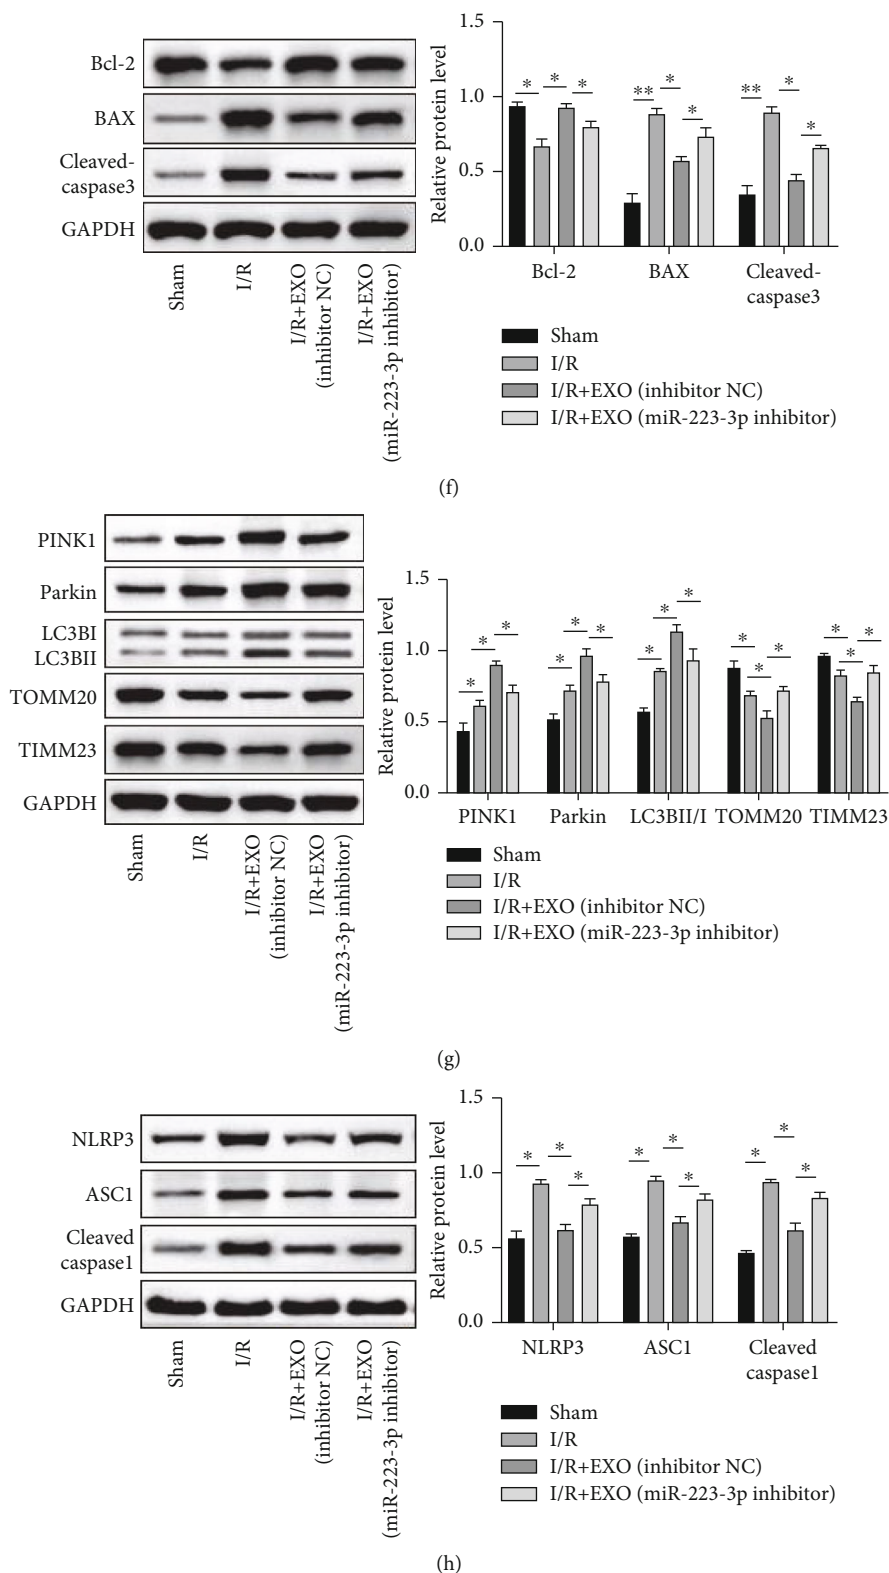 Bcl-2
BAX
Cleaved-
caspase3
GAPDH
Sham
I/R
I/R+EXO
(inhibitor NC)
I/R+EXO
(miR-223-3p inhibitor)
Relative protein level
1.5
1.0
0.5
0.0
* * *
** * *
** * *
Bcl-2
BAX
Cleaved-
caspase3
Sham
I/R
I/R+EXO (inhibitor NC)
I/R+EXO (miR-223-3p inhibitor)
(f)
PINK1
Parkin
LC3BI
LC3BII
TOMM20
TIMM23
GAPDH
Sham
I/R
I/R+EXO
(inhibitor NC)
I/R+EXO
(miR-223-3p inhibitor)
Relative protein level
1.5
1.0
0.5
0.0
* * *
* * *
* * *
* * *
* * *
PINK1 Parkin LC3BII/I TOMM20 TIMM23
Sham
I/R
I/R+EXO (inhibitor NC)
I/R+EXO (miR-223-3p inhibitor)
(g)
NLRP3
ASC1
Cleaved
caspase1
GAPDH
Sham
I/R
I/R+EXO
(inhibitor NC)
I/R+EXO
(miR-223-3p inhibitor)
Relative protein level
1.5
1.0
0.5
0.0
* * *
* * *
* * *
NLRP3
ASC1
Cleaved
caspase1
Sham
I/R
I/R+EXO (inhibitor NC)
I/R+EXO (miR-223-3p inhibitor)
(h)